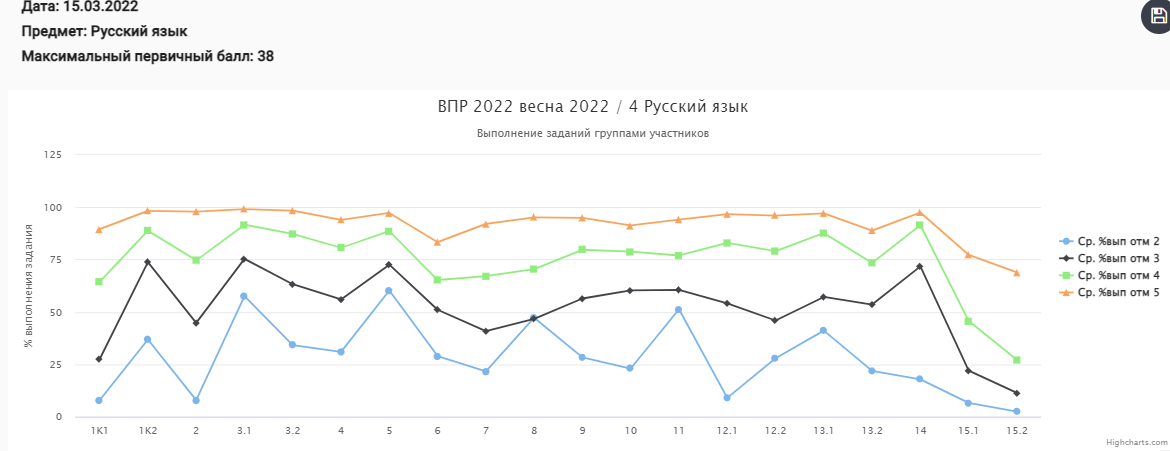 Дата: 15.03.2022
Предмет: Русский язык
Максимальный первичный балл: 38
ВПР 2022 весна 2022 / 4 Русский язык
Выполнение заданий группами участников
% выполнения задания
125
100
75
50
25
0
1К1 1К2 2 3.1 3.2 4 5 6 7 8 9 10 11 12.1 12.2 13.1 13.2 14 15.1 15.2
Ср. %вып отм 2
Ср. %вып отм 3
Ср. %вып отм 4
Ср. %вып отм 5
Highcharts.com